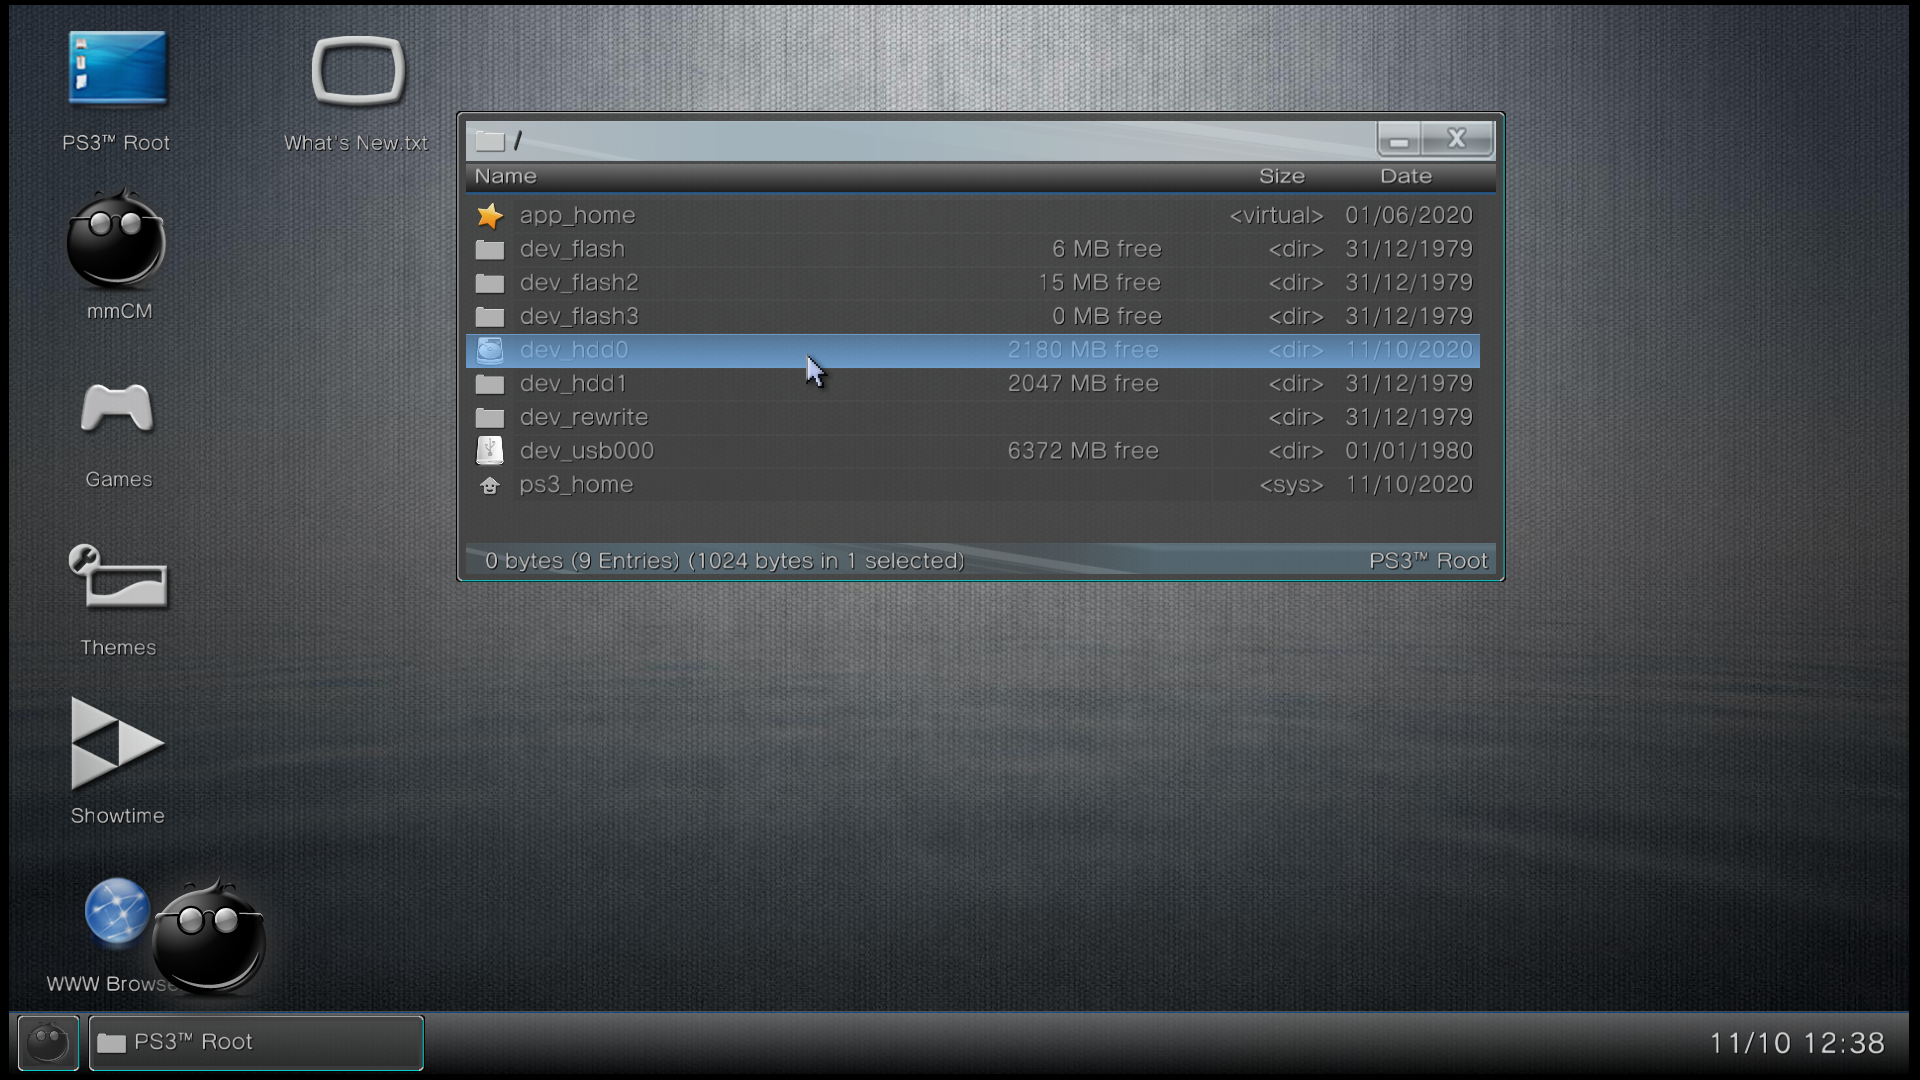 PS3™ Root
What's New.txt
mmCM
Games
Themes
Showtime
WWW Browse
/
X
Name Size Date
app_home <virtual> 01/06/2020
dev_flash 6 MB free <dir> 31/12/1979
dev_flash2 15 MB free <dir> 31/12/1979
dev_flash3 0 MB free <dir> 31/12/1979
dev_hdd0 2180 MB free <dir> 11/10/2020
dev_hdd1 2047 MB free <dir> 31/12/1979
dev_rewrite <dir> 31/12/1979
dev_usb000 6372 MB free <dir> 01/01/1980
ps3_home <sys> 11/10/2020
0 bytes (9 Entries) (1024 bytes in 1 selected) PS3™ Root
PS3™ Root
11/10 12:38